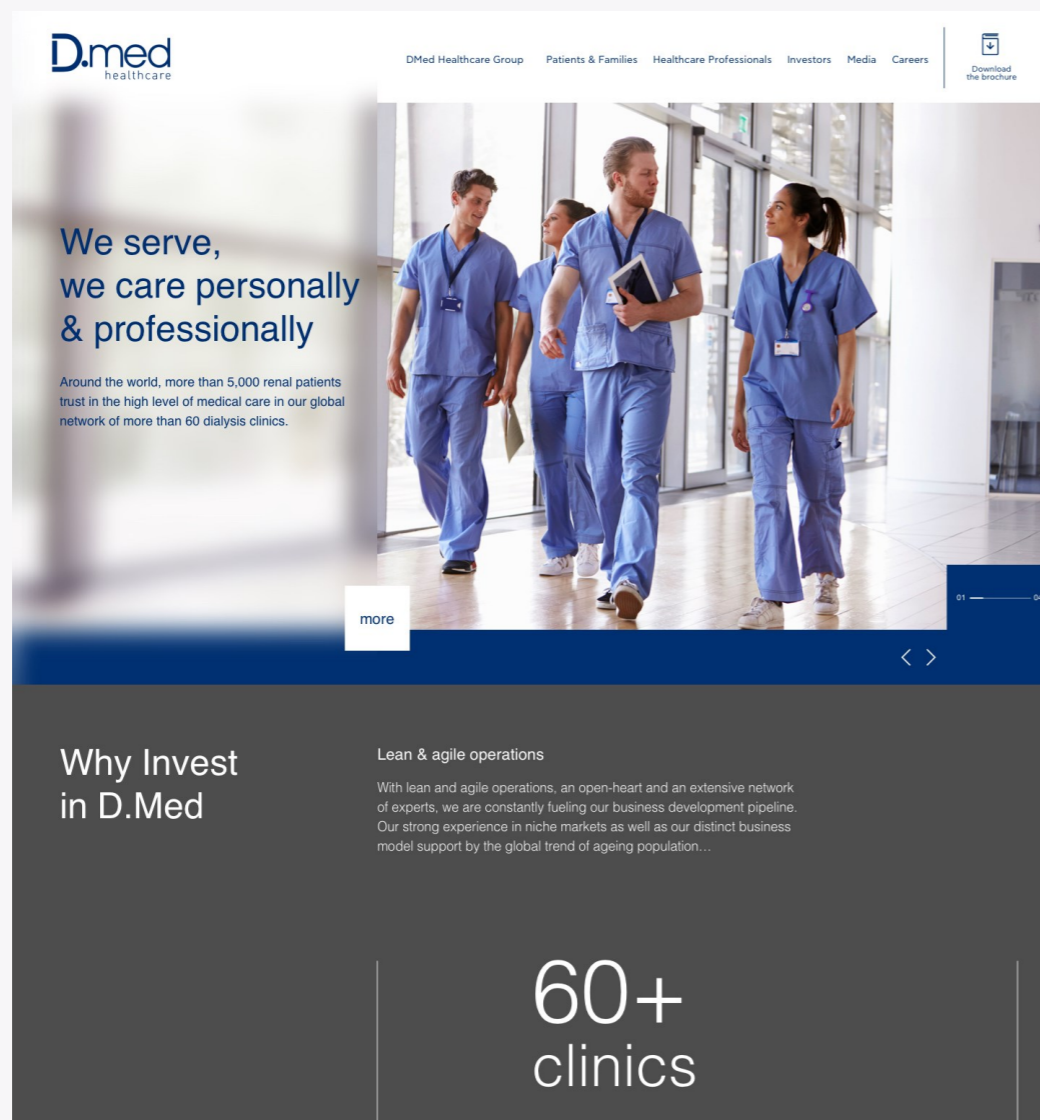 D.med
healthcare
DMed Healthcare Group
Patients & Families
Healthcare Professionals
Investors
Media
Careers
Download
the brochure
We serve,
we care personally
& professionally
Around the world, more than 5,000 renal patients
trust in the high level of medical care in our global
network of more than 60 dialysis clinics.
more
01
Why Invest
in D.Med
Lean & agile operations
With lean and agile operations, an open-heart and an extensive network
of experts, we are constantly fueling our business development pipeline.
Our strong experience in niche markets as well as our distinct business
model support by the global trend of ageing population…
60+
clinics